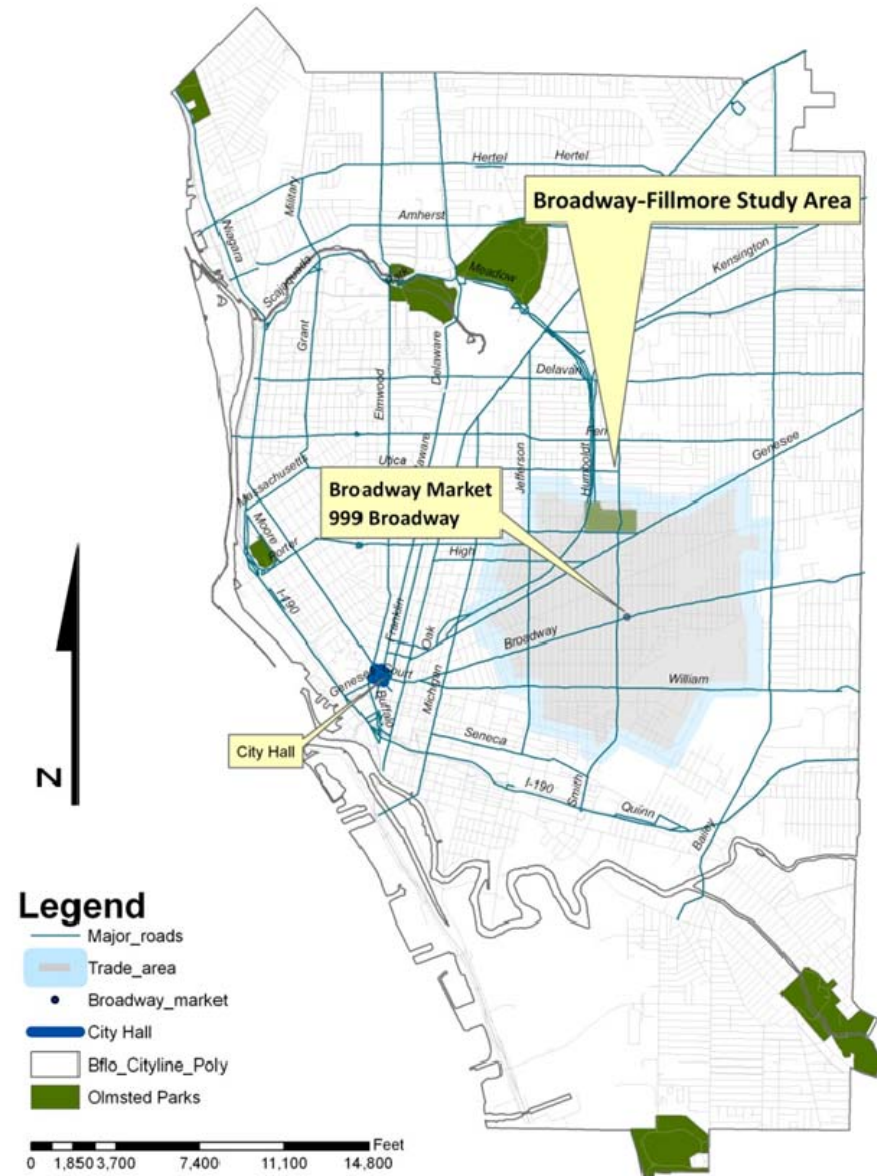 Hertel
Hertel
Military
Broadway-Fillmore Study Area
Amherst
Niagara
Kensington
Meadow
Park
Scajaquada
Grant
Delaware
Elmwood
Delavan
Ferr
Genesee
Utica
laware
Jefferson
Humboldt
Massachusetts
Broadway Market
999 Broadway
Moore
Porter
High
I-190
Franklin
Oak
Broadway
Michigan
Genesee
Court
William
Buffalo
Seneca
City Hall
I-190
Smith
Quinn
Bailey
N
Legend
Major_roads
Trade_area
Broadway_market
City Hall
Bflo_Cityline_Poly
Olmsted Parks
Feet
0 1,850 3,700 7,400 11,100 14,800